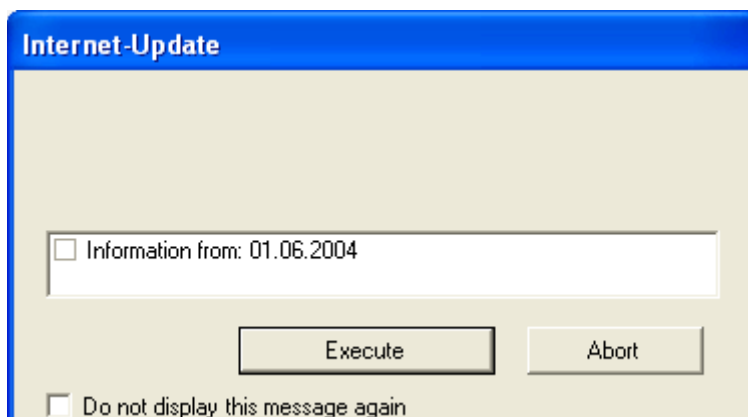 Internet-Update
Information from: 01.06.2004
Execute Abort
Do not display this message again